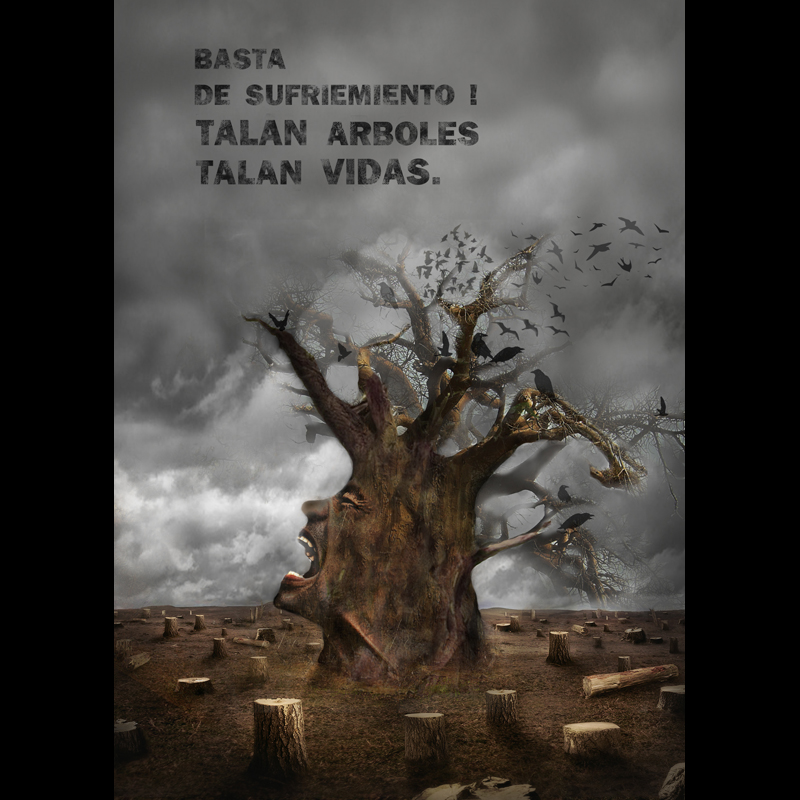 BASTA
DE SUFRIEMIENTO !
TALAN ARBOLES
TALAN VIDAS.